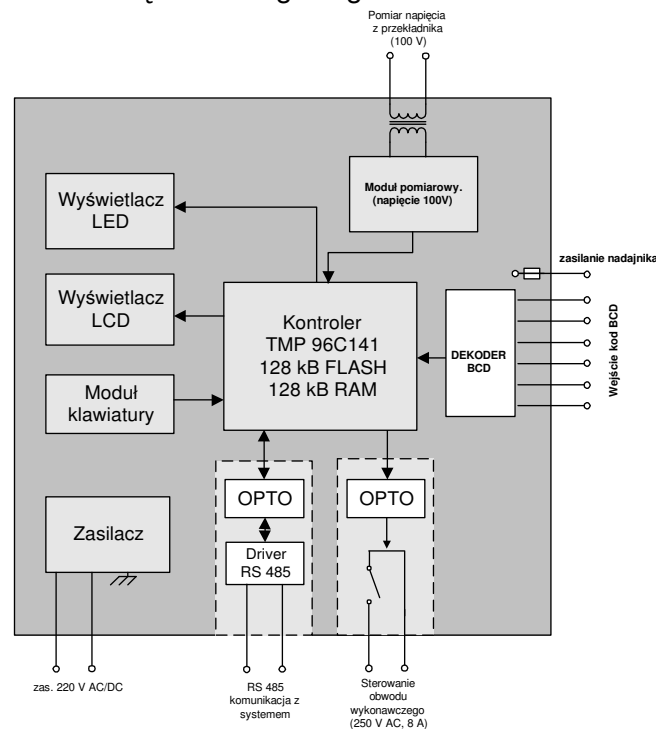 Pomiar napięcia
z przekładnika
(100 V)
Moduł pomiarowy.
(napięcie 100V)
Wyświetlacz
LED
zasilanie nadajnika
Wyświetlacz
LCD
Kontroler
TMP 96C141
128 kB FLASH
128 kB RAM
DEKODER
BCD
Wejście kod BCD
Moduł
klawiatury
OPTO
OPTO
Zasilacz
Driver
RS 485
zas. 220 V AC/DC
RS 485
komunikacja z
systemem
Sterowanie
obwodu
wykonawczego
(250 V AC, 8 A)